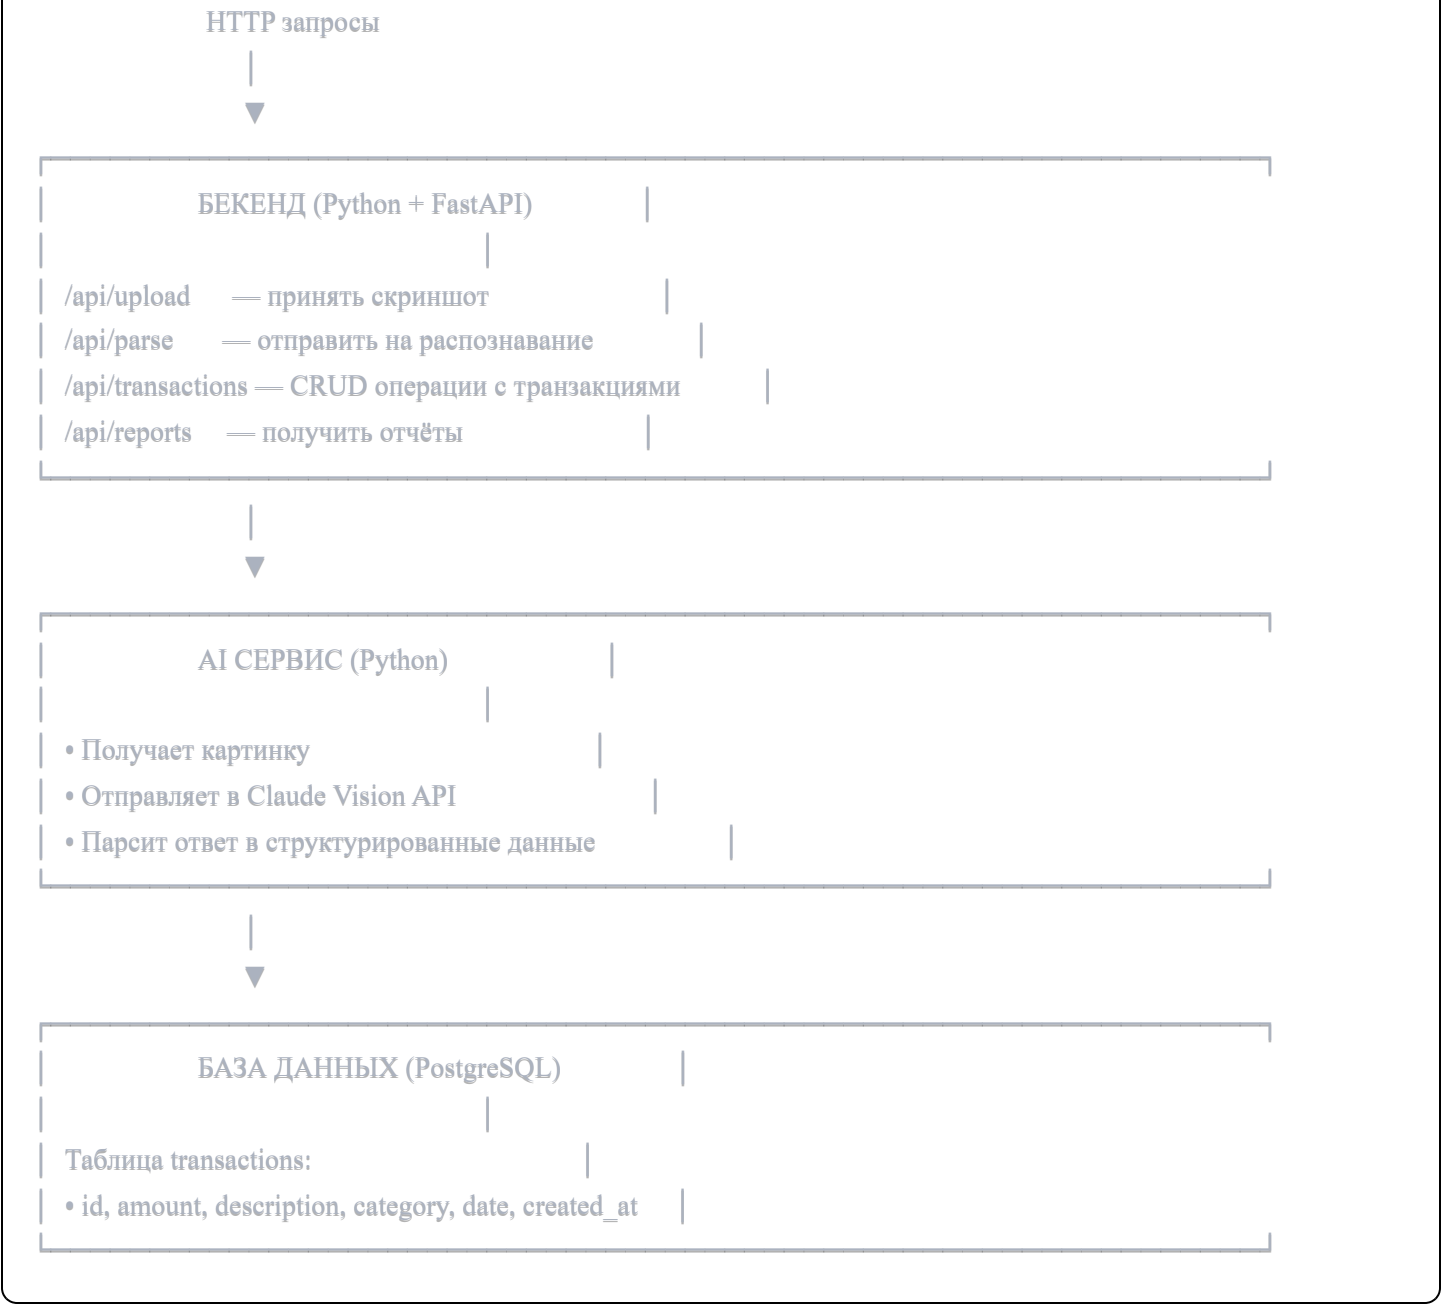 HTTP запросы
БЕКЕНД (Python + FastAPI)
/api/upload — принять скриншот
/api/parse — отправить на распознавание
/api/transactions — CRUD операции с транзакциями
/api/reports — получить отчёты
AI СЕРВИС (Python)
• Получает картинку
• Отправляет в Claude Vision API
• Парсит ответ в структурированные данные
БАЗА ДАННЫХ (PostgreSQL)
Таблица transactions:
• id, amount, description, category, date, created_at